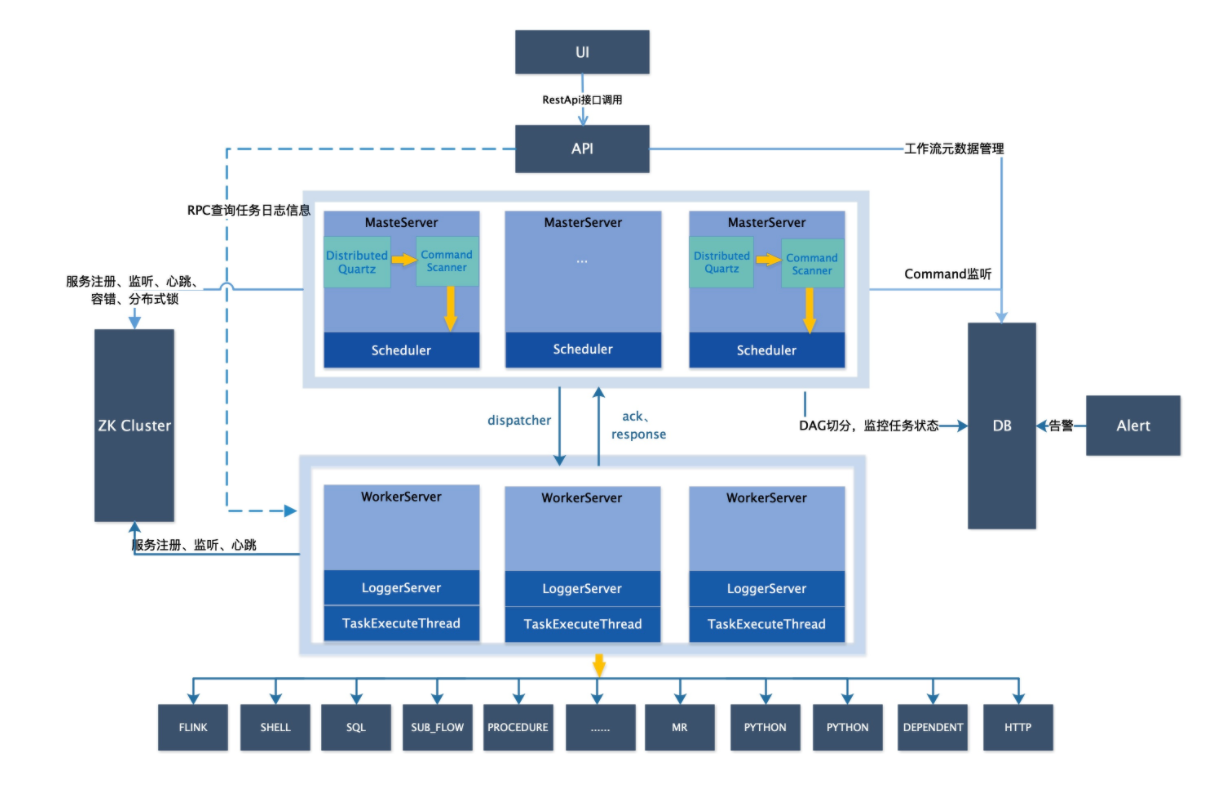 UI
RestApi接口调用
API
工作流元数据管理
RPC查询任务日志信息
MasteServer
Distributed
Quartz
Command
Scanner
Scheduler
MasterServer
...
Scheduler
MasterServer
Distributed
Quartz
Command
Scanner
Scheduler
服务注册、监听、心跳、
容错、分布式锁
Command监听
ZK Cluster
dispatcher
ack、
response
DAG切分，监控任务状态
DB
告警
Alert
服务注册、监听、心跳
WorkerServer
LoggerServer
TaskExecuteThread
WorkerServer
LoggerServer
TaskExecuteThread
WorkerServer
LoggerServer
TaskExecuteThread
FLINK
SHELL
SQL
SUB_FLOW
PROCEDURE
......
MR
PYTHON
PYTHON
DEPENDENT
HTTP